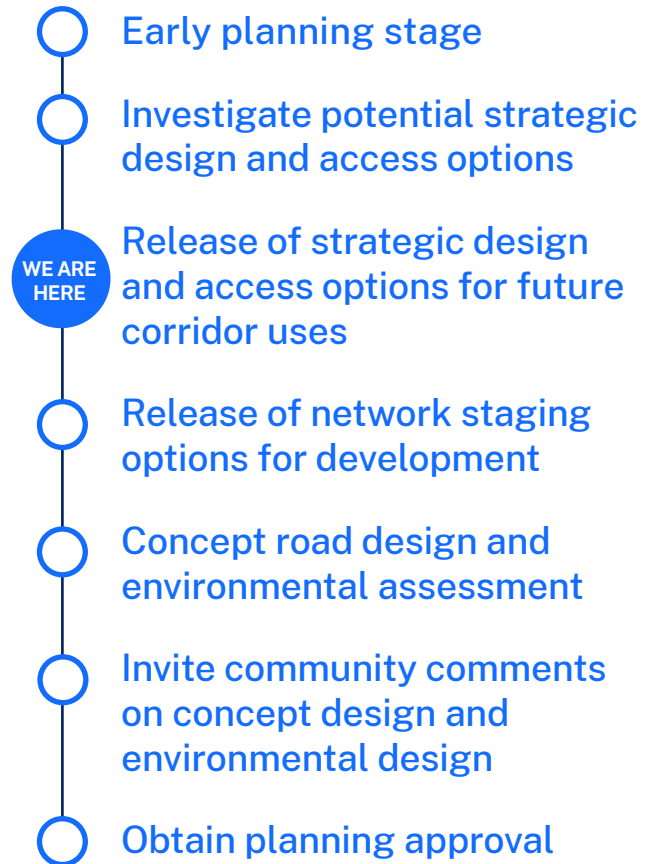 Early planning stage
Investigate potential strategic
design and access options
WE ARE
HERE
Release of strategic design
and access options for future
corridor uses
Release of network staging
options for development
Concept road design and
environmental assessment
Invite community comments
on concept design and
environmental design
Obtain planning approval